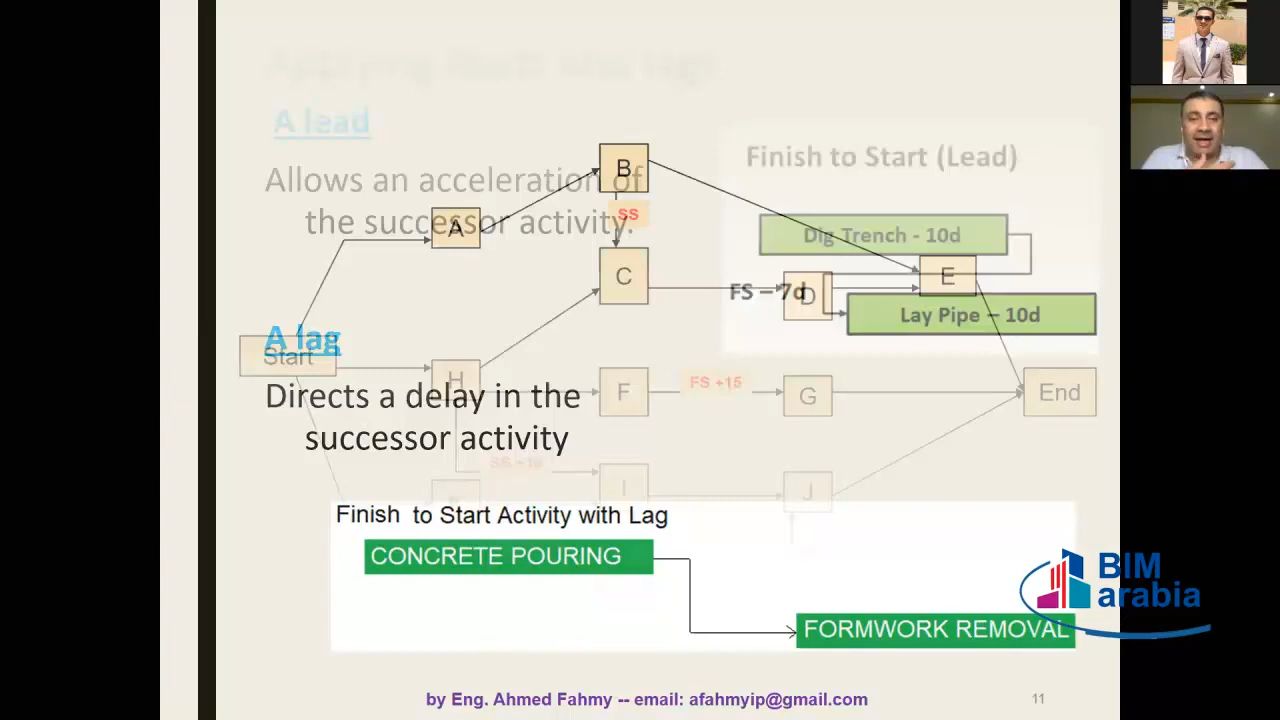 Applying leads and lags
A lead
Allows an acceleration of
the successor activity.
A lag
Directs a delay in the
successor activity
Finish to Start (Lead)
Dig Trench - 10d
FS – 7d
Lay Pipe – 10d
B
A
SS
C
E
D
Start
H
F
FS +15
G
End
I
J
Finish to Start Activity with Lag
CONCRETE POURING
FORMWORK REMOVAL
BIM
arabia
by Eng. Ahmed Fahmy -- email: afahmyip@gmail.com
11